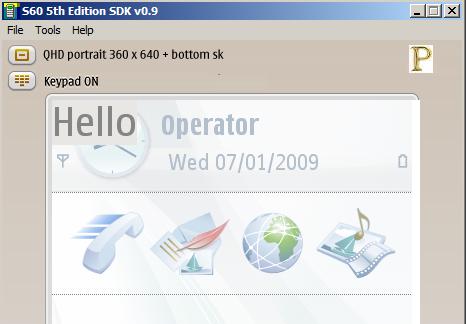 S60 5th Edition SDK v0.9
File Tools Help
QHD portrait 360 x 640 + bottom sk
P
Keypad ON
Hello Operator
Wed 07/01/2009